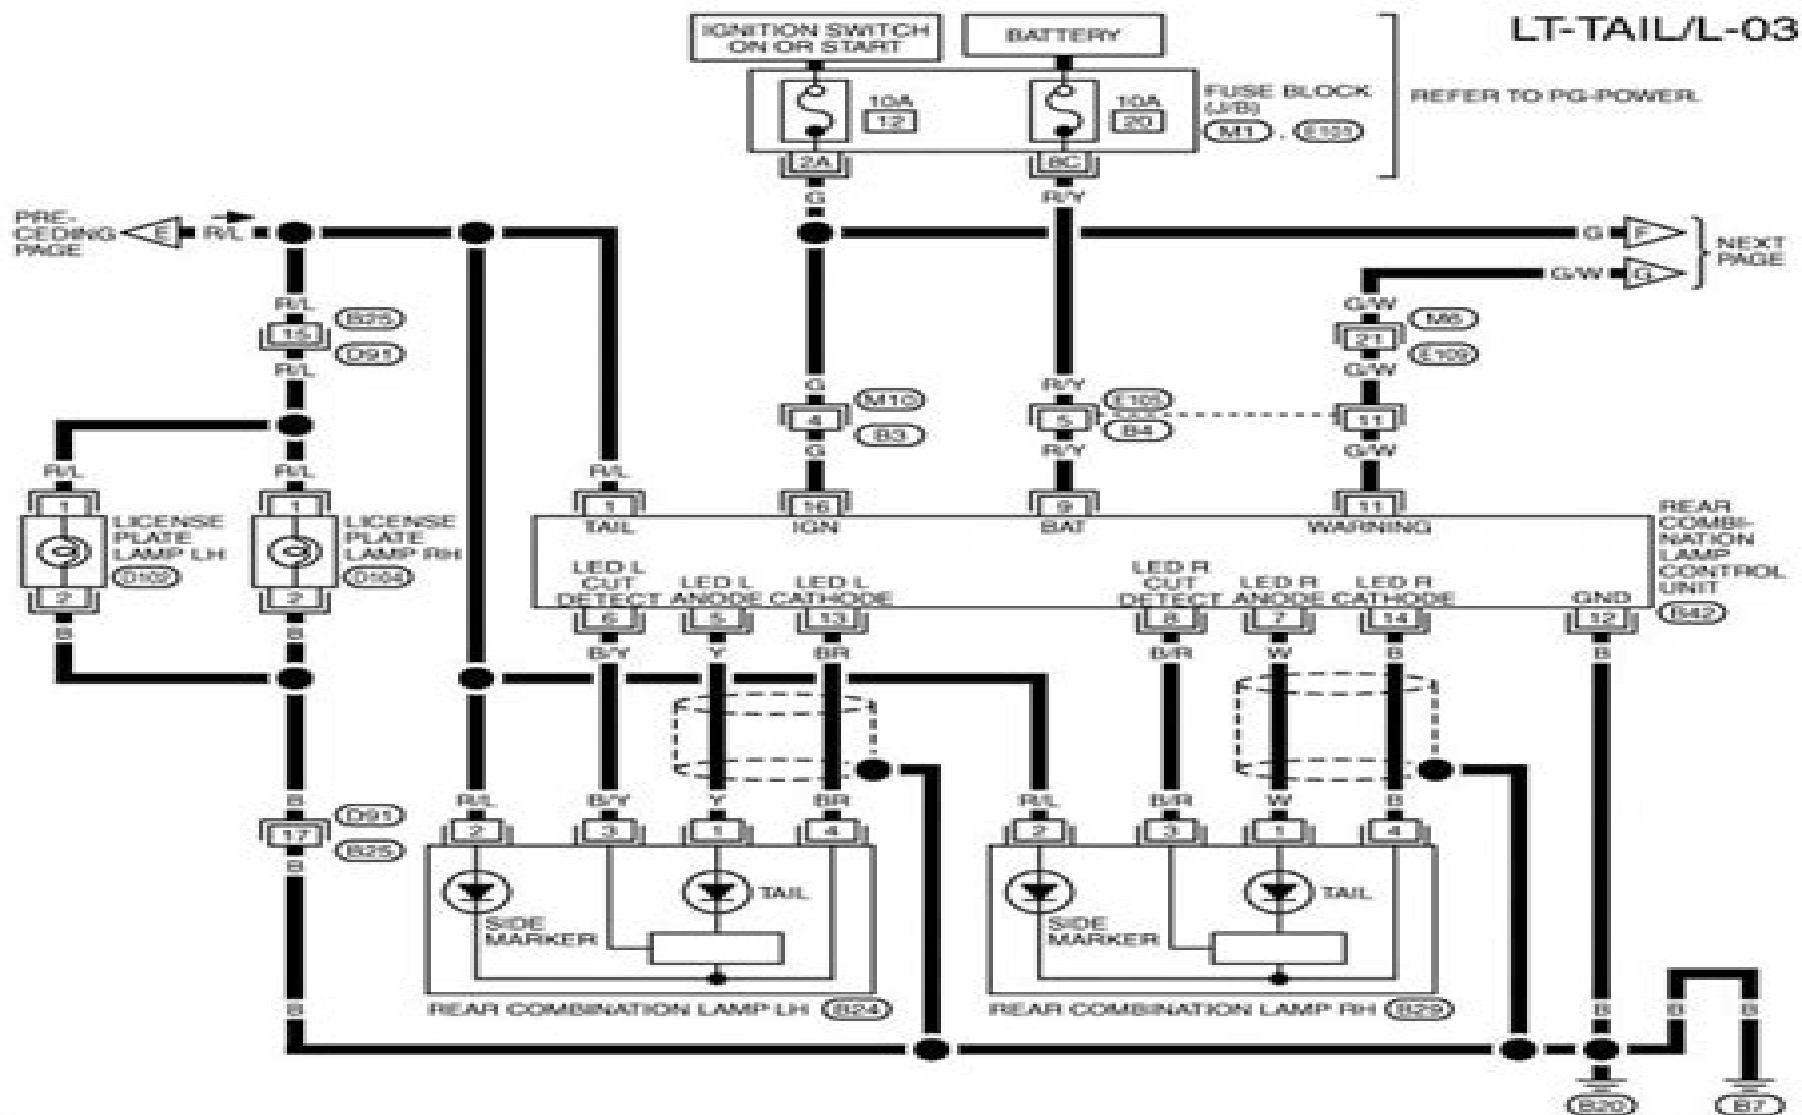 LT-TAIL/L-03
IGNITION SWITCH
ON OR START
BATTERY
10A
12
10A
20
FUSE BLOCK
(J/B)
M1 , E103
REFER TO PG-POWER.
2A
8C
G
R/Y
PRE-
CEDING
PAGE
E
R/L
G
F
G/W
G
NEXT
PAGE
R/L
15
B25
D91
R/L
G/W
21
M6
E109
G/W
G
4
M10
B3
G
R/Y
5
E105
B4
R/Y
11
G/W
R/L
R/L
R/L
1
1
1
16
9
11
LICENSE
PLATE
LAMP LH
D102
LICENSE
PLATE
LAMP RH
2
2
B
B
TAIL
IGN
BAT
WARNING
REAR
COMBI-
NATION
LAMP
CONTROL
UNIT
B42
LED L
CUT
DETECT
LED L
ANODE
LED L
CATHODE
LED R
CUT
DETECT
LED R
ANODE
LED R
CATHODE
GND
6
5
13
8
7
14
12
B/Y
Y
BR
B/R
W
B
B
B
17
D91
B25
B
R/L
B/Y
Y
BR
R/L
B/R
W
B
2
3
1
4
2
3
1
4
TAIL
SIDE
MARKER
TAIL
SIDE
MARKER
REAR COMBINATION LAMP LH B24
REAR COMBINATION LAMP RH B29
B
B
B
B
B20
B7